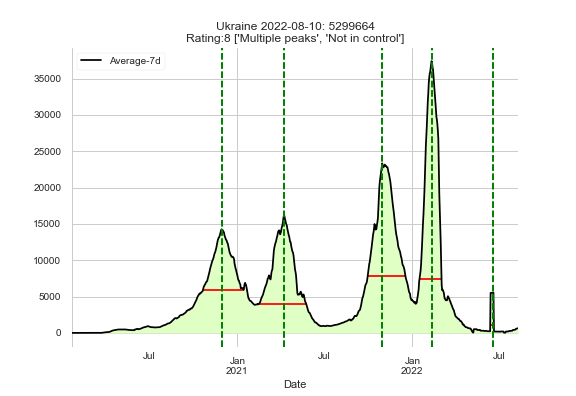 Ukraine 2022-08-10: 5299664
Rating:8 ['Multiple peaks', 'Not in control']
Average-7d
35000
30000
25000
20000
15000
10000
5000
0
Jul
Jan
2021
Jul
Jan
2022
Jul
Date